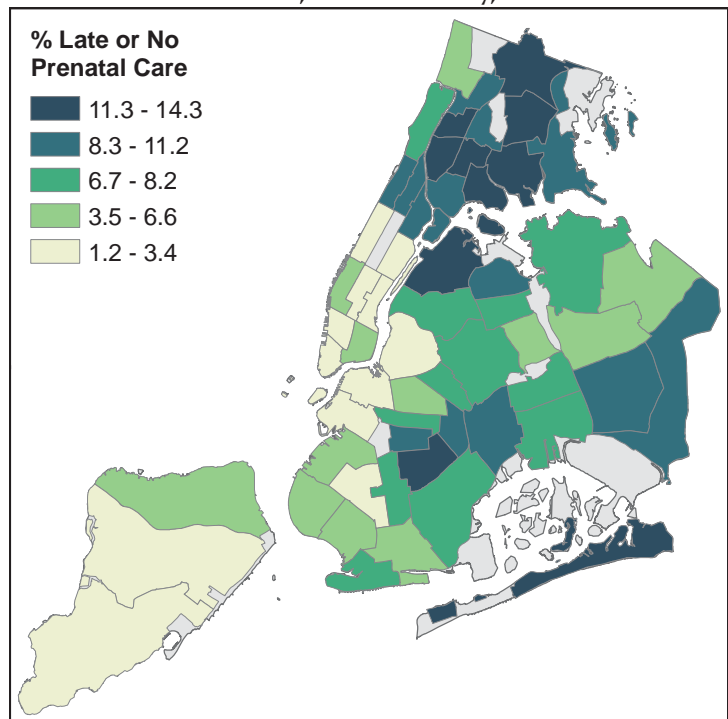 % Late or No
Prenatal Care
11.3 - 14.3
8.3 - 11.2
6.7 - 8.2
3.5 - 6.6
1.2 - 3.4